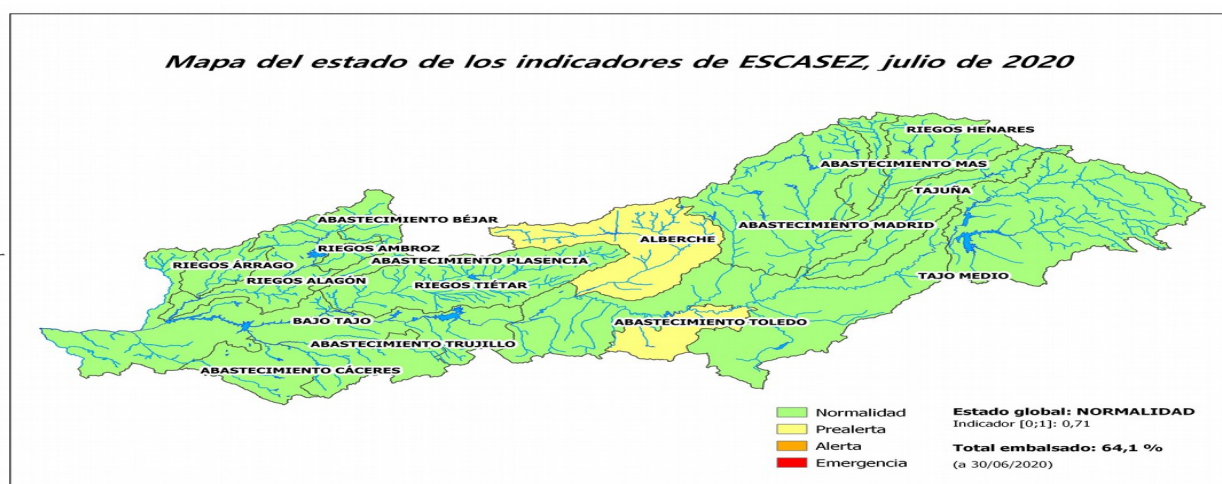 Mapa del estado de los indicadores de ESCASEZ, julio de 2020
RIEGOS HENARES
ABASTECIMIENTO MAS
TAJUÑA
ABASTECIMIENTO BÉJAR
ABASTECIMIENTO MADRID
ALBERCHE
RIEGOS AMBROZ
ABASTECIMIENTO PLASENCIA
RIEGOS ÁRRAGO
TAJO MEDIO
RIEGOS ALAGÓN
RIEGOS TIÉTAR
BAJO TAJO
ABASTECIMIENTO TOLEDO
ABASTECIMIENTO TRUJILLO
ABASTECIMIENTO CÁCERES
Normalidad
Prealerta
Alerta
Emergencia
Estado global: NORMALIDAD
Indicador [0;1]: 0,71
Total embalsado: 64,1 %
(a 30/06/2020)